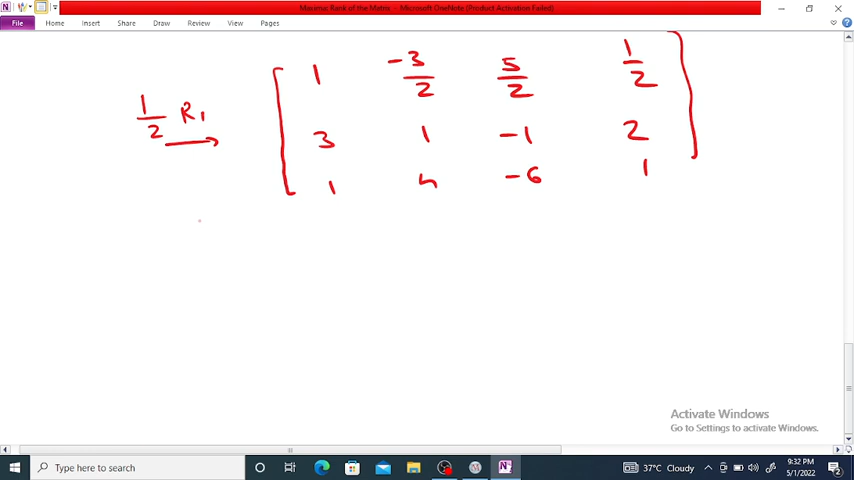 Maxima: Rank of the Matrix -- Microsoft OneNote (Product Activation Failed)
File Home Insert Share Draw Review View Pages
1/2 R1
1 -3/2 5/2 1/2
3 1 -1 2
1 4 -6 1
Activate Windows
Go to Settings to activate Windows.
Type here to search
37°C Cloudy
9:32 PM
5/1/2022
2